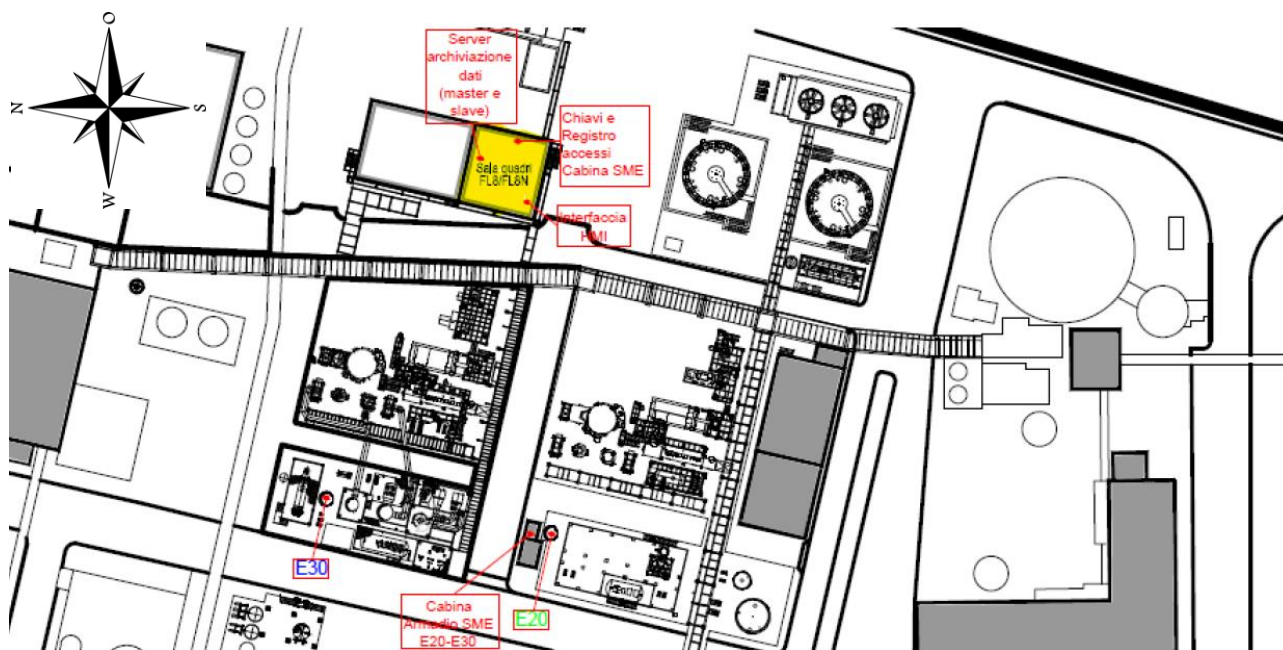 O
N
S
W
Server
archiviazione
dati
(master e
slave)
Chiavi e
Registro
accessi
Cabina SME
Sala quadri
FL8/FL8N
Interfaccia
HMI
E30
Cabina
Armadio SME
E20-E30
E20